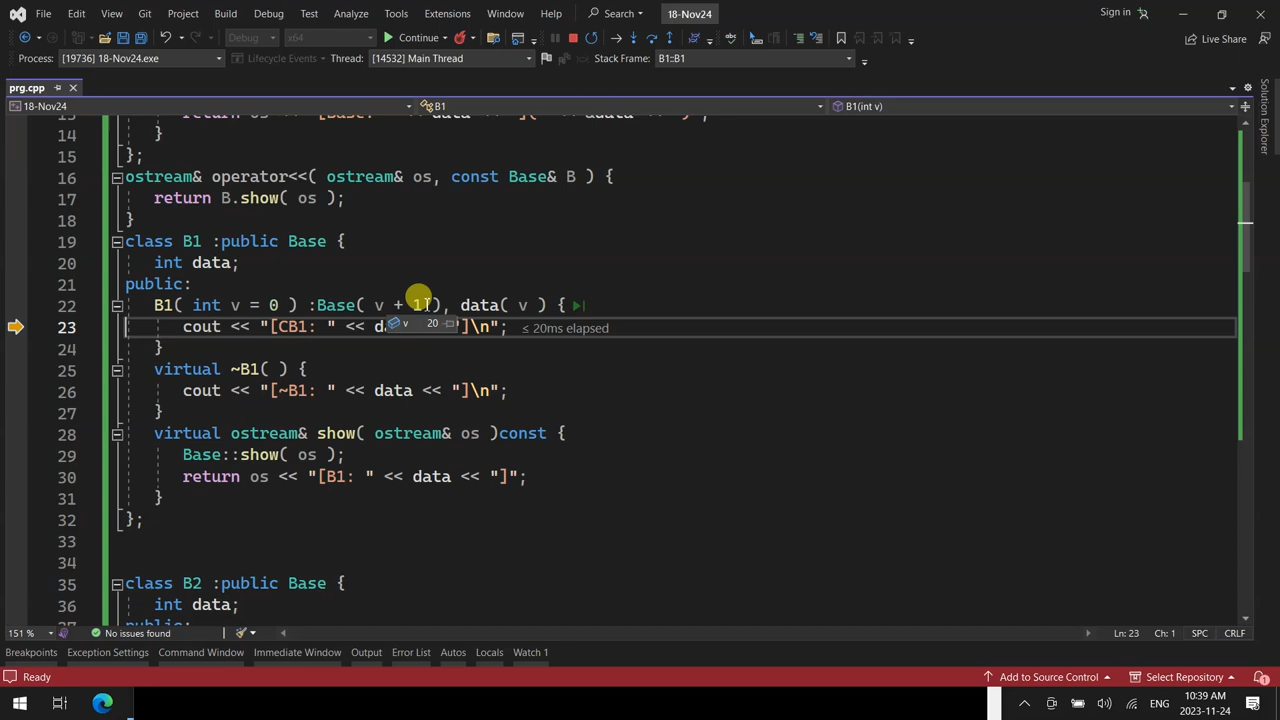 File Edit View Git Project Build Debug Test Analyze Tools Extensions Window Help Search 18-Nov24 Sign in
Debug x64 Continue Live Share
Process: [19736] 18-Nov24.exe Lifecycle Events Thread: [14532] Main Thread Stack Frame: B1::B1
prg.cpp
18-Nov24 B1 B1(int v)
Solution Explorer
14 }
15 };
16 ostream& operator<<( ostream& os, const Base& B ) {
17 return B.show( os );
18 }
19 class B1 :public Base {
20 int data;
21 public:
22 B1( int v = 0 ) :Base( v + 11), data( v ) {
v 20
23 cout << "[CB1: " << da "]\n"; ≤ 20ms elapsed
24 }
25 virtual ~B1( ) {
26 cout << "[~B1: " << data << "]\n";
27 }
28 virtual ostream& show( ostream& os )const {
29 Base::show( os );
30 return os << "[B1: " << data << "]";
31 }
32 };
33
34
35 class B2 :public Base {
36 int data;
151 % No issues found Ln: 23 Ch: 1 SPC CRLF
Breakpoints Exception Settings Command Window Immediate Window Output Error List Autos Locals Watch 1
Ready Add to Source Control Select Repository 1
ENG 10:39 AM
2023-11-24